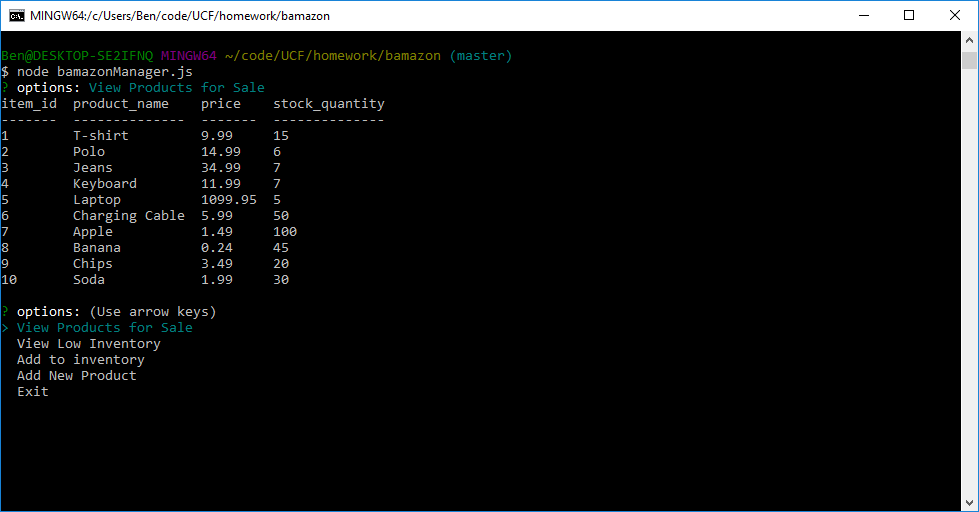 MINGW64:/c/Users/Ben/code/UCF/homework/bamazon
Ben@DESKTOP-SE2IFNQ MINGW64 ~/code/UCF/homework/bamazon (master)
$ node bamazonManager.js
? options: View Products for Sale
item_id  product_name    price    stock_quantity
-------  --------------  -------  --------------
1        T-shirt         9.99     15
2        Polo            14.99    6
3        Jeans           34.99    7
4        Keyboard        11.99    7
5        Laptop          1099.95  5
6        Charging Cable  5.99     50
7        Apple           1.49     100
8        Banana          0.24     45
9        Chips           3.49     20
10       Soda            1.99     30
? options: (Use arrow keys)
> View Products for Sale
  View Low Inventory
  Add to inventory
  Add New Product
  Exit